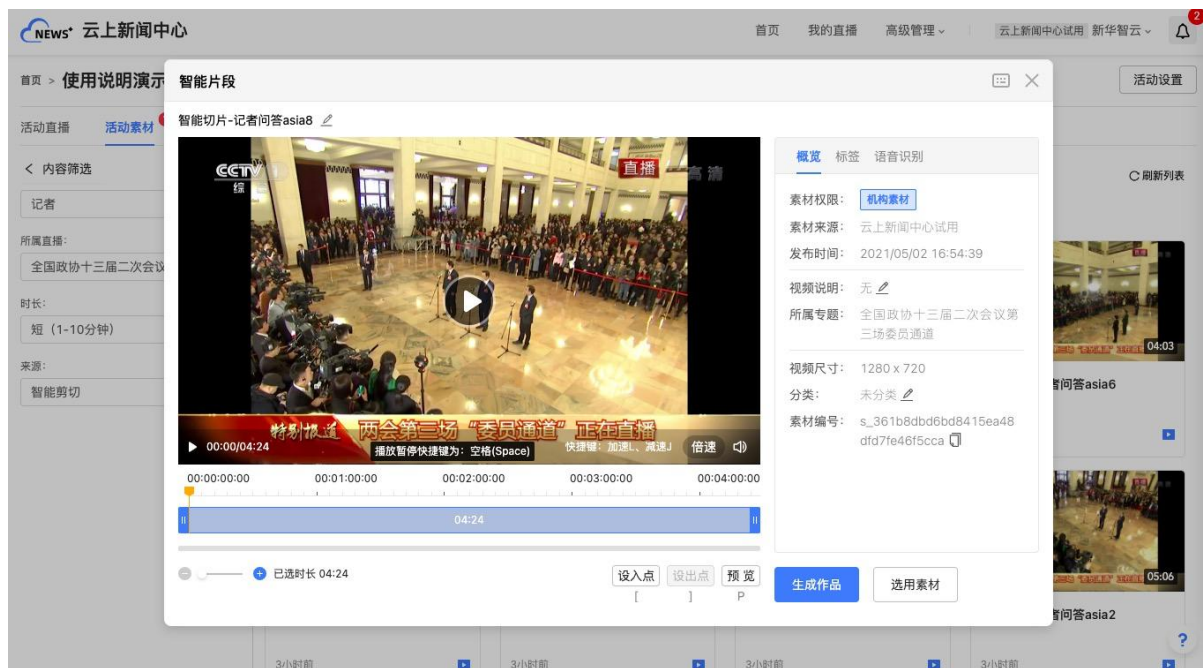 NEWS+ 云上新闻中心
首页 我的直播 高级管理 云上新闻中心试用 新华智云 2
首页 > 使用说明演示
活动设置
智能片段
活动直播 活动素材
智能切片-记者问答asia8
内容筛选
刷新列表
记者
所属直播:
全国政协十三届二次会议
时长:
短（1-10分钟）
来源:
智能剪切
CCTV 1
综
直播
高清
特别报道 两会第三场“委员通道”正在直播
00:00/04:24
播放暂停快捷键为：空格(Space)
快捷键：加速L、减速J
倍速
00:00:00:00 00:01:00:00 00:02:00:00 00:03:00:00 00:04:00:00
04:24
已选时长 04:24
设入点 设出点 预览
[ ] P
概览 标签 语音识别
素材权限： 机构素材
素材来源： 云上新闻中心试用
发布时间： 2021/05/02 16:54:39
视频说明： 无
所属专题： 全国政协十三届二次会议第
三场委员通道
视频尺寸： 1280 x 720
分类： 未分类
素材编号： s_361b8dbd6bd8415ea48
dfd7fe46f5cca
生成作品 选用素材
04:03
者问答asia6
05:06
者问答asia2
3小时前 3小时前 3小时前 3小时前
?